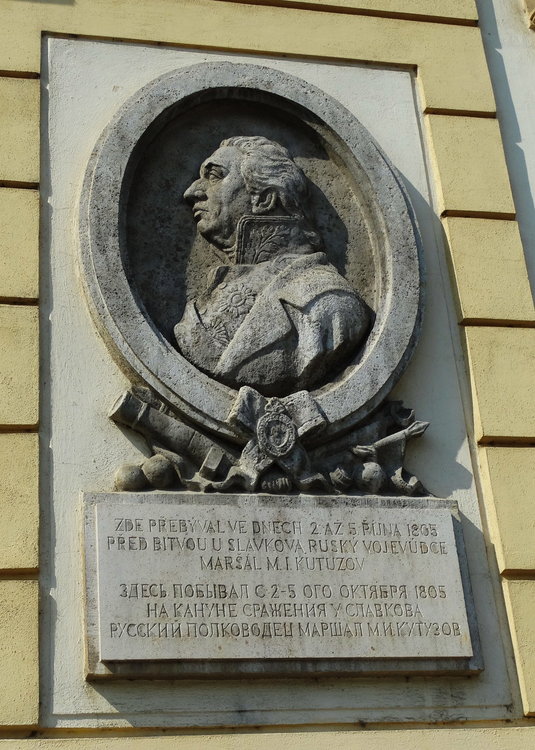 ZDE PŘEBÝVAL VE DNECH 2. AŽ 5 ŘÍJNA 1805
PŘED BITVOU U SLAVKOVA RUSKÝ VOJEVŮDCE
MARŠÁL M.I. KUTUZOV
ЗДЕСЬ ПОБЫВАЛ С 2-5 ОГО ОКТЯБРЯ 1805
НА КАНУНЕ СРАЖЕНИЯ У СЛАВКОВА
РУССКИЙ ПОЛКОВОДЕЦ МАРШАЛ М.И. КУТУЗОВ